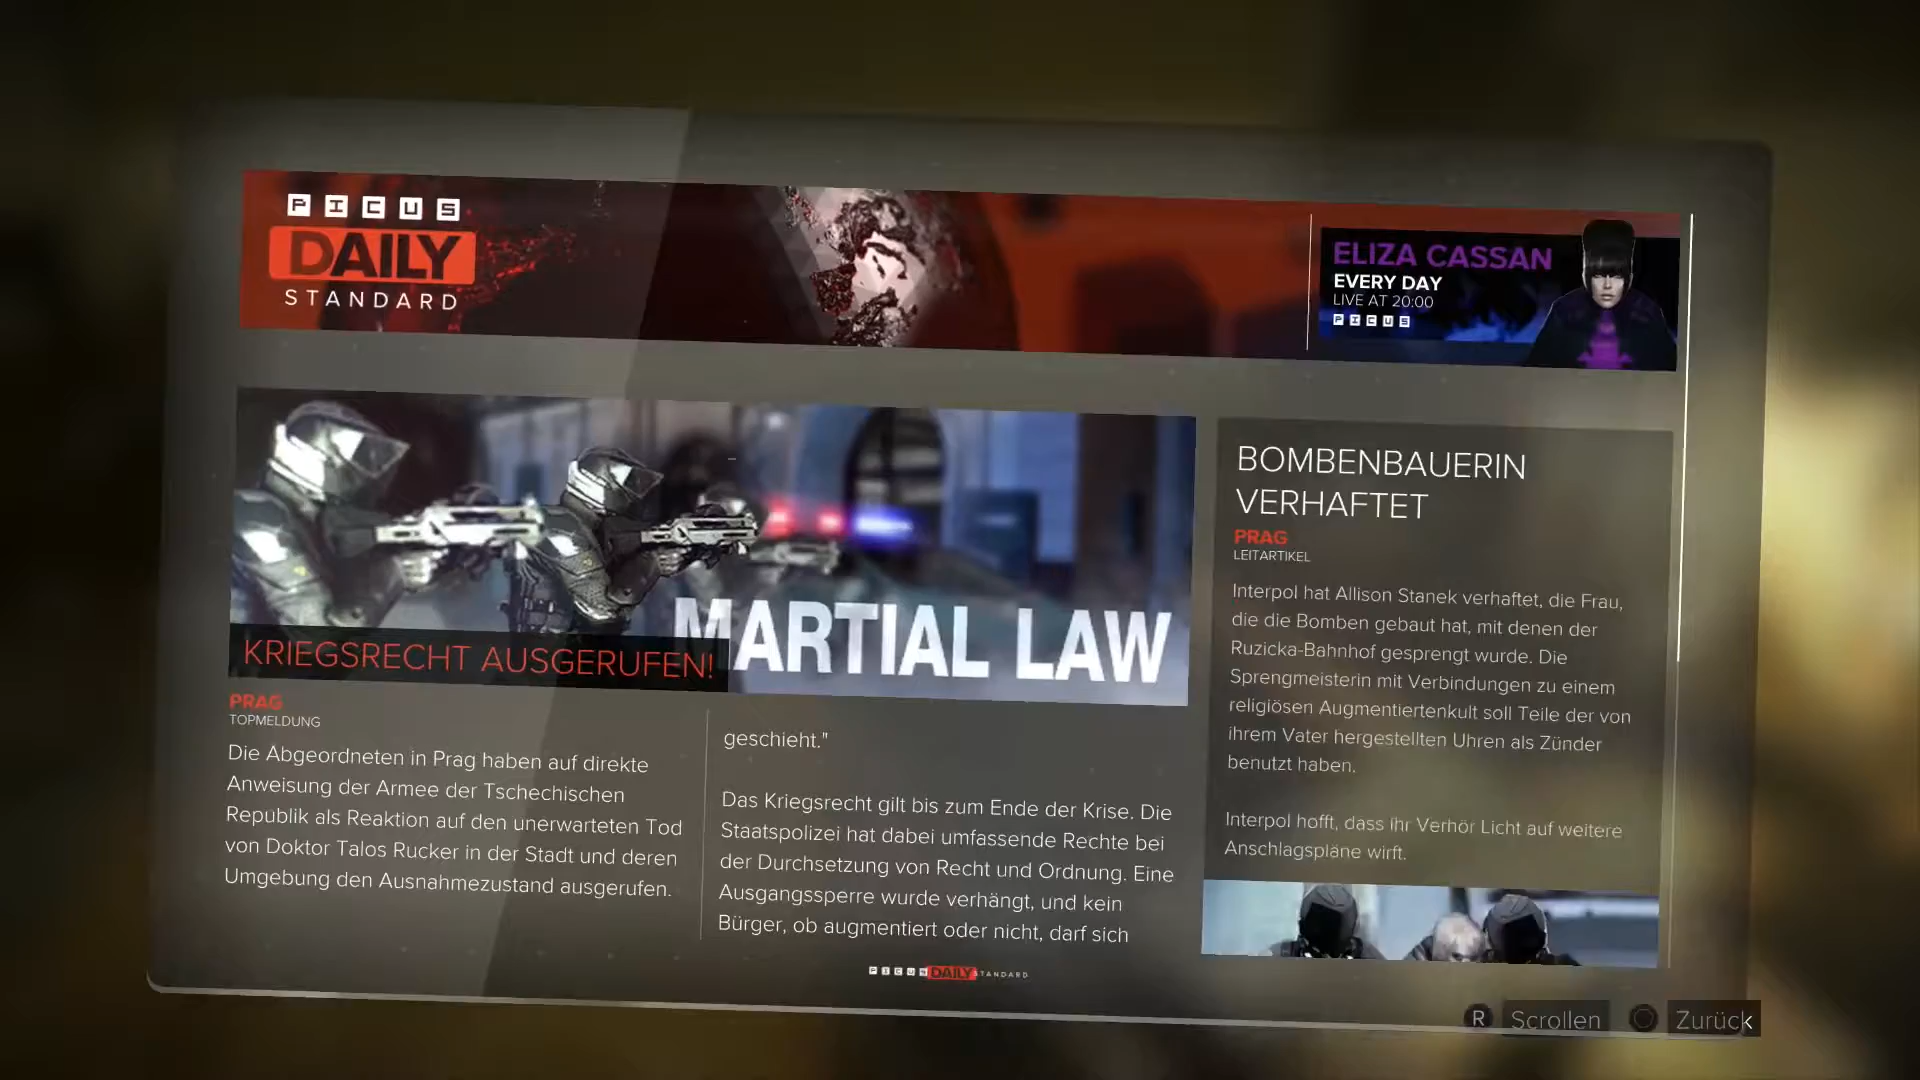 PICUS
DAILY
STANDARD
ELIZA CASSAN
EVERY DAY
LIVE AT 20:00
PICUS
MARTIAL LAW
KRIEGSRECHT AUSGERUFEN!
PRAG
TOPMELDUNG
Die Abgeordneten in Prag haben auf direkte
Anweisung der Armee der Tschechischen
Republik als Reaktion auf den unerwarteten Tod
von Doktor Talos Rucker in der Stadt und deren
Umgebung den Ausnahmezustand ausgerufen.
geschieht."
Das Kriegsrecht gilt bis zum Ende der Krise. Die
Staatspolizei hat dabei umfassende Rechte bei
der Durchsetzung von Recht und Ordnung. Eine
Ausgangssperre wurde verhängt, und kein
Bürger, ob augmentiert oder nicht, darf sich
BOMBENBAUERIN
VERHAFTET
PRAG
LEITARTIKEL
Interpol hat Allison Stanek verhaftet, die Frau,
die die Bomben gebaut hat, mit denen der
Ruzicka-Bahnhof gesprengt wurde. Die
Sprengmeisterin mit Verbindungen zu einem
religiösen Augmentiertenkult soll Teile der von
ihrem Vater hergestellten Uhren als Zünder
benutzt haben.
Interpol hofft, dass ihr Verhör Licht auf weitere
Anschlagspläne wirft.
PICUS DAILY STANDARD
R Scrollen Zurück